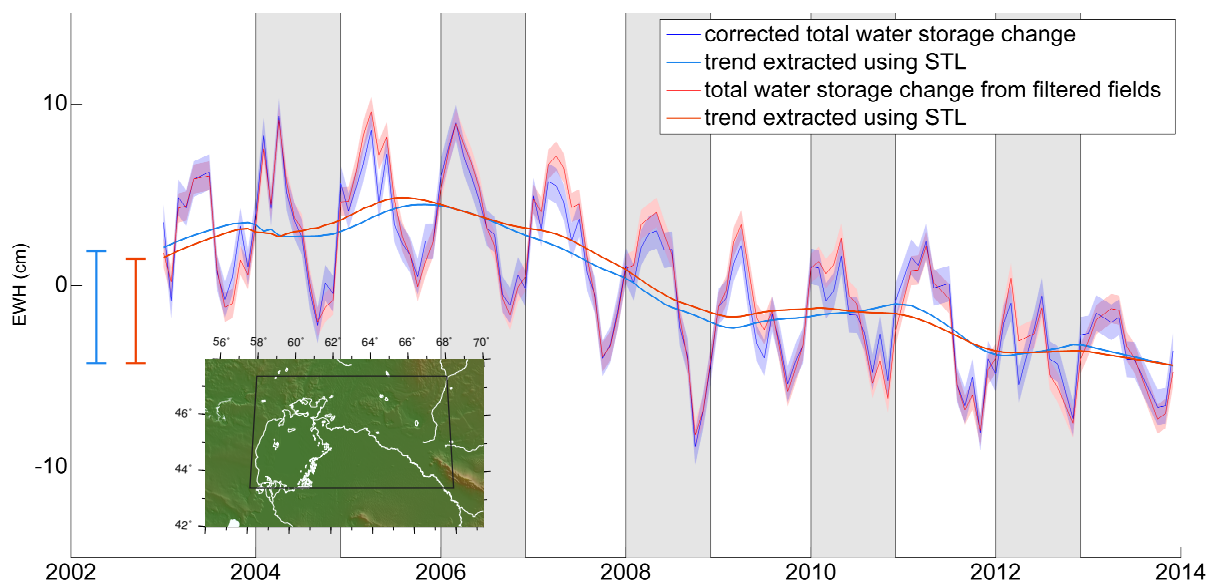 corrected total water storage change
trend extracted using STL
total water storage change from filtered fields
trend extracted using STL
10
EWH (cm)
0
-10
56° 58° 60° 62° 64° 66° 68° 70°
46°
44°
42°
2002 2004 2006 2008 2010 2012 2014